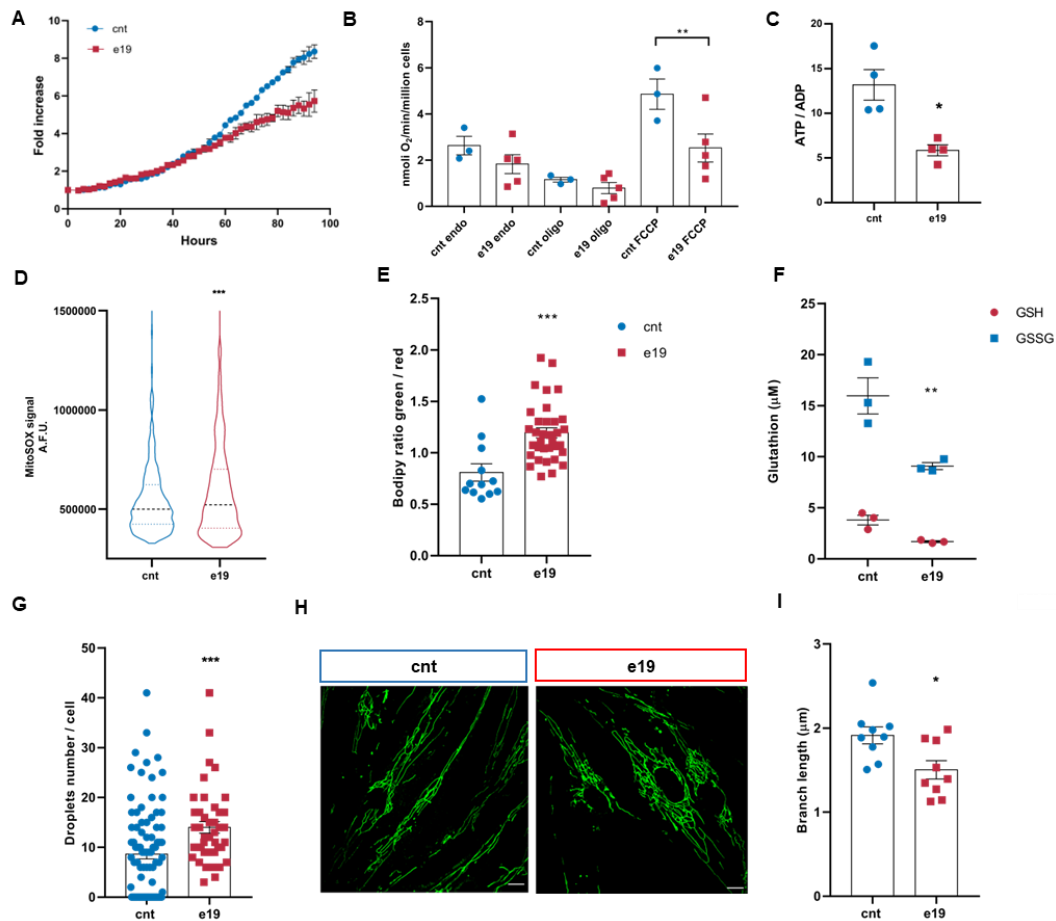 A
cnt
e19
Fold increase
10
8
6
4
2
0
0 20 40 60 80 100
Hours
B
**
nmoli O₂/min/million cells
8
6
4
2
0
cnt endo
e19 endo
cnt oligo
e19 oligo
cnt FCCP
e19 FCCP
C
*
ATP / ADP
20
15
10
5
0
cnt e19
D
***
MitoSOX signal
A.F.U.
1500000
1000000
500000
cnt e19
E
***
cnt
e19
Bodipy ratio green / red
2.5
2.0
1.5
1.0
0.5
0.0
cnt e19
F
**
GSH
GSSG
Glutathion (μM)
25
20
15
10
5
0
cnt e19
G
***
Droplets number / cell
50
40
30
20
10
0
cnt e19
H
cnt
e19
I
*
Branch length (μm)
3
2
1
0
cnt e19